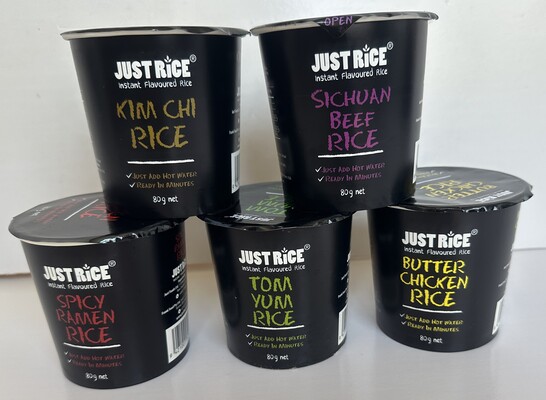 JUST RiCE®
Instant Flavoured Rice
KIM CHI
RICE
✓ Just Add Hot Water
✓ Ready In Minutes
80g net
OPEN
JUST RiCE®
Instant Flavoured Rice
SICHUAN
BEEF
RICE
✓ Just Add Hot Water
✓ Ready In Minutes
80g net
JUST RiCE®
Instant Flavoured Rice
SPICY
RAMEN
RICE
✓ Just Add Hot Water
✓ Ready In Minutes
80g net
JUST RiCE®
Instant Flavoured Rice
TOM
YUM
RICE
✓ Just Add Hot Water
✓ Ready In Minutes
80g net
JUST RiCE®
Instant Flavoured Rice
BUTTER
CHICKEN
RICE
✓ Just Add Hot Water
✓ Ready In Minutes
80g net